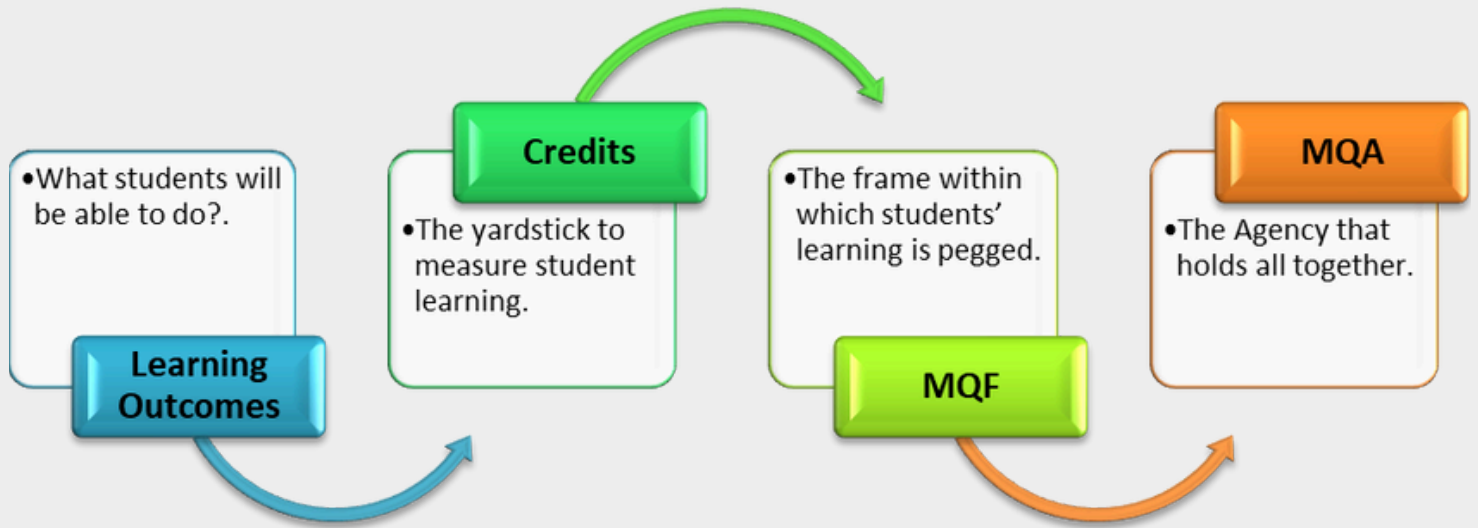 •What students will
be able to do?.
Learning
Outcomes
Credits
•The yardstick to
measure student
learning.
•The frame within
which students’
learning is pegged.
MQF
MQA
•The Agency that
holds all together.